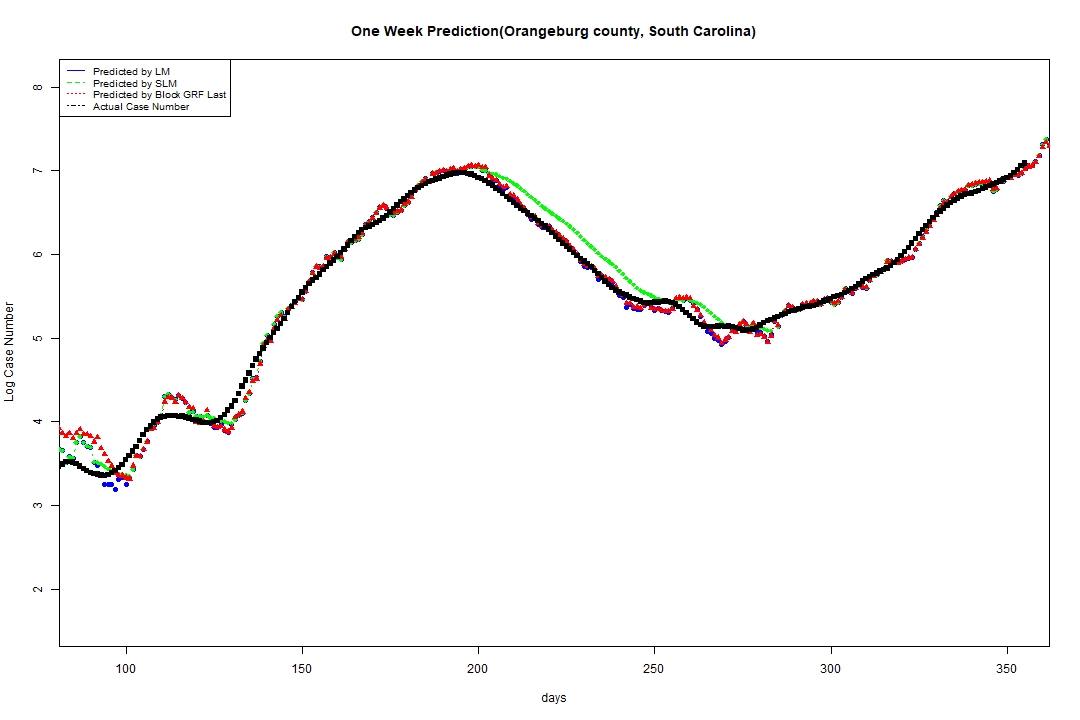 One Week Prediction(Orangeburg county, South Carolina)
Predicted by LM
Predicted by SLM
Predicted by Block GRF Last
Actual Case Number
8
7
6
5
4
3
2
Log Case Number
100 150 200 250 300 350
days